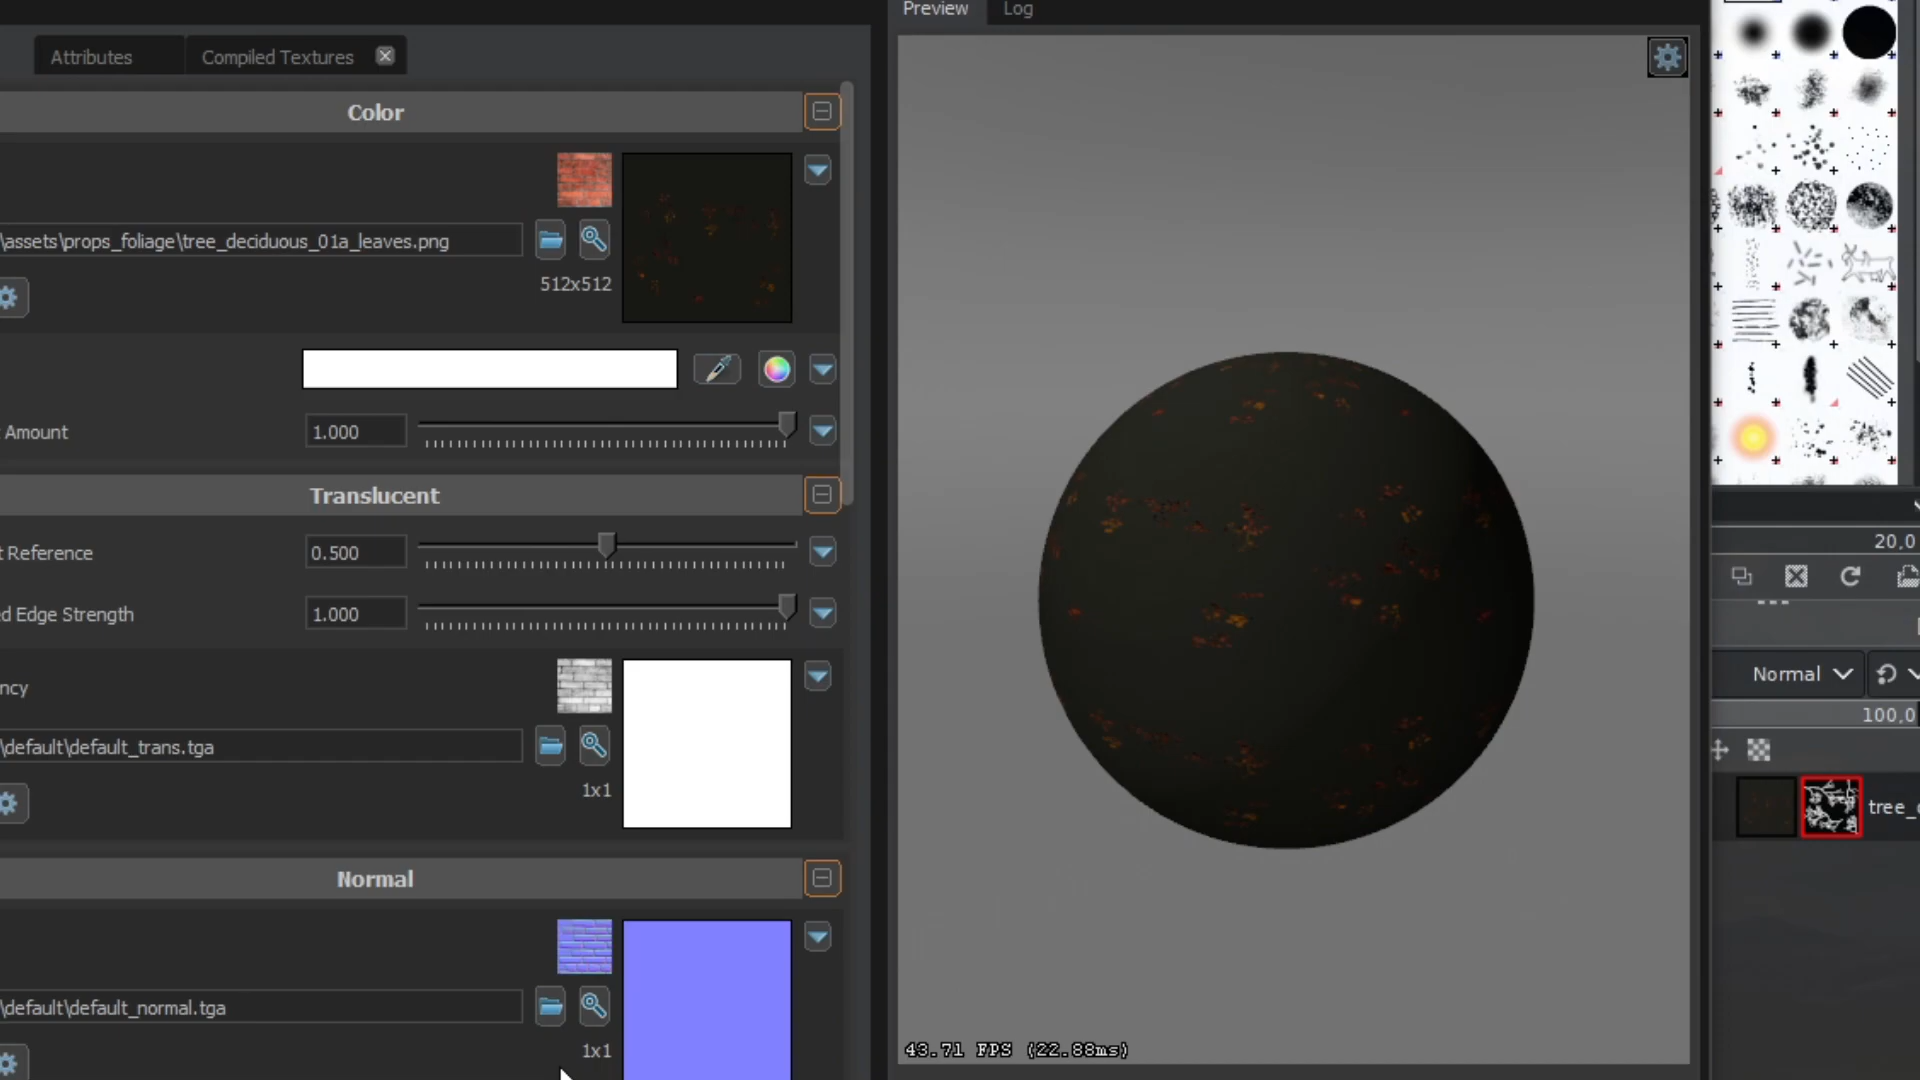 Preview
Log
Attributes
Compiled Textures
Color
\assets\props_foliage\tree_deciduous_01a_leaves.png
512x512
Amount
1.000
Translucent
Reference
0.500
Edge Strength
1.000
\default\default_trans.tga
1x1
Normal
\default\default_normal.tga
1x1
43.71 FPS (22.88ms)
20,0
Normal
100,0
tree_